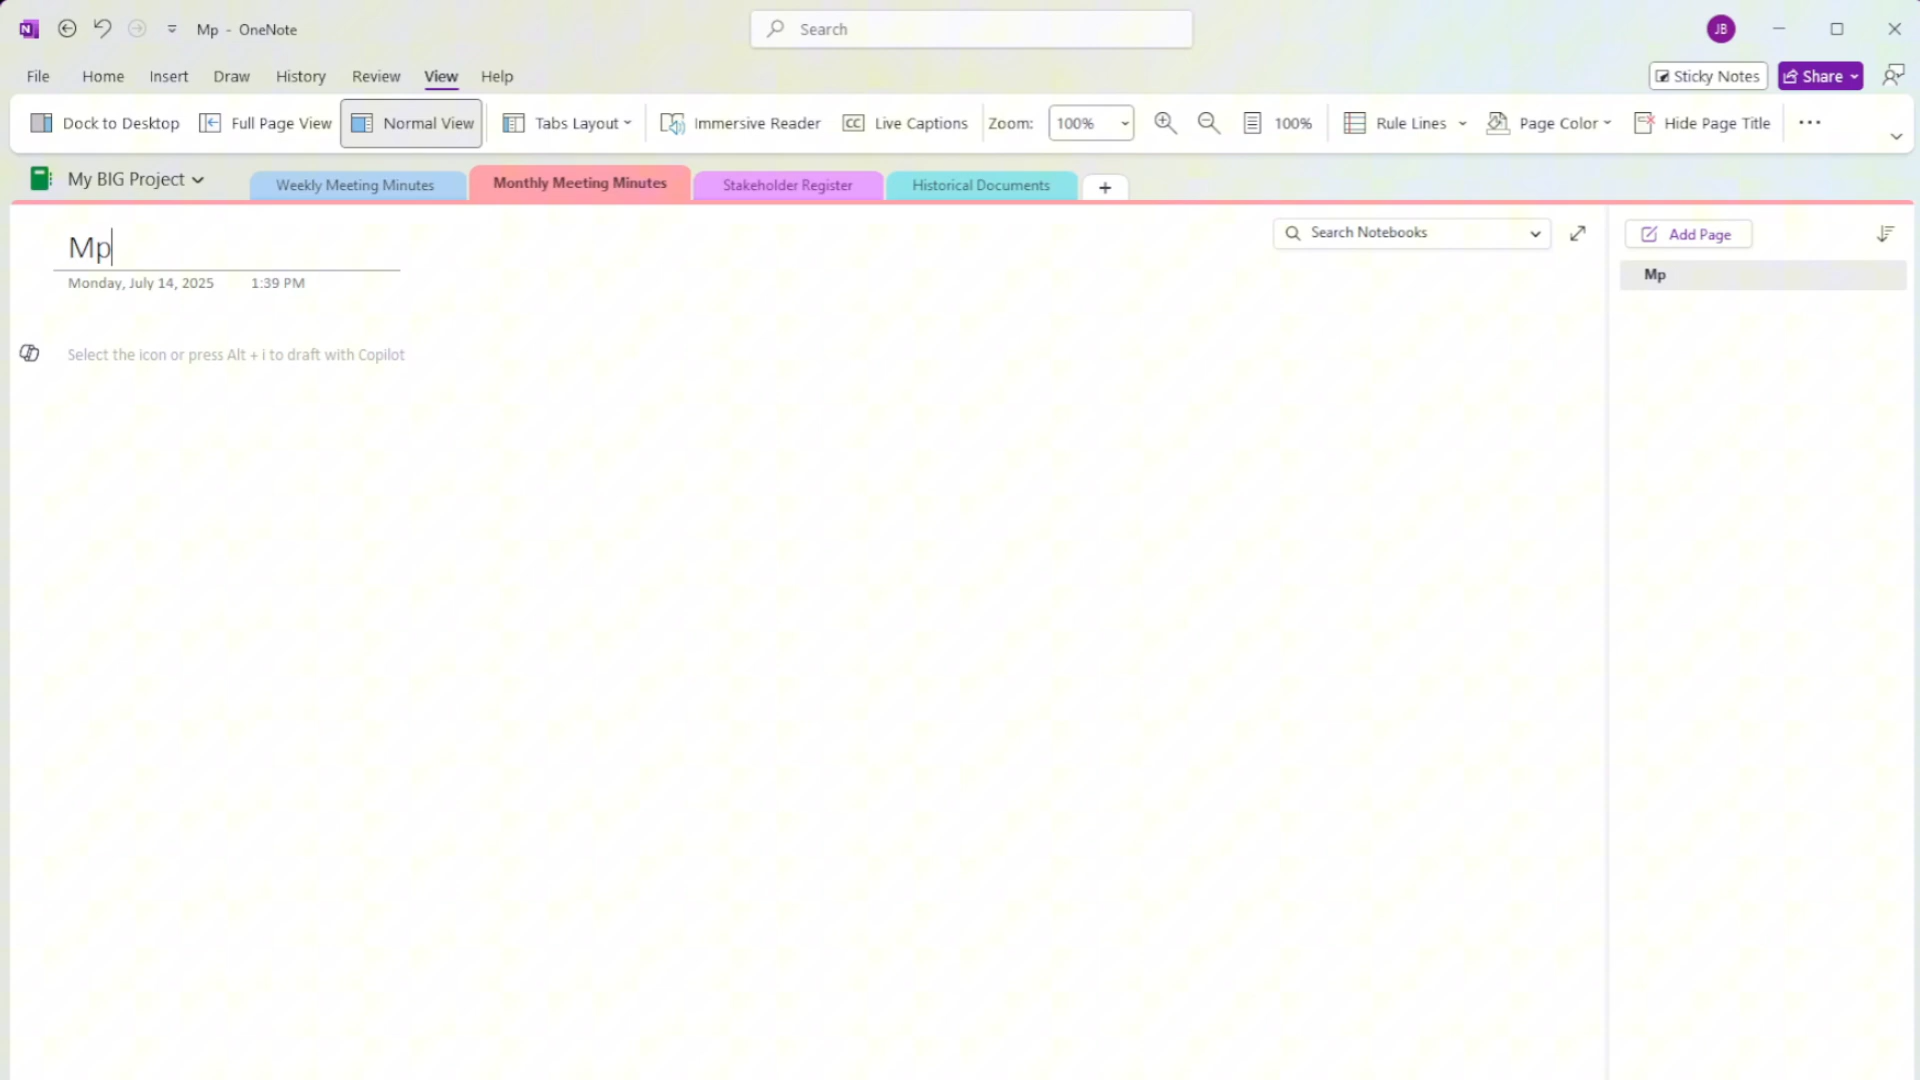 Mp - OneNote
Search
JB
File Home Insert Draw History Review View Help
Sticky Notes Share
Dock to Desktop Full Page View Normal View Tabs Layout Immersive Reader CC Live Captions Zoom: 100% 100% Rule Lines Page Color Hide Page Title ...
My BIG Project Weekly Meeting Minutes Monthly Meeting Minutes Stakeholder Register Historical Documents +
Mp
Search Notebooks
Add Page
Monday, July 14, 2025 1:39 PM
Mp
Select the icon or press Alt + i to draft with Copilot